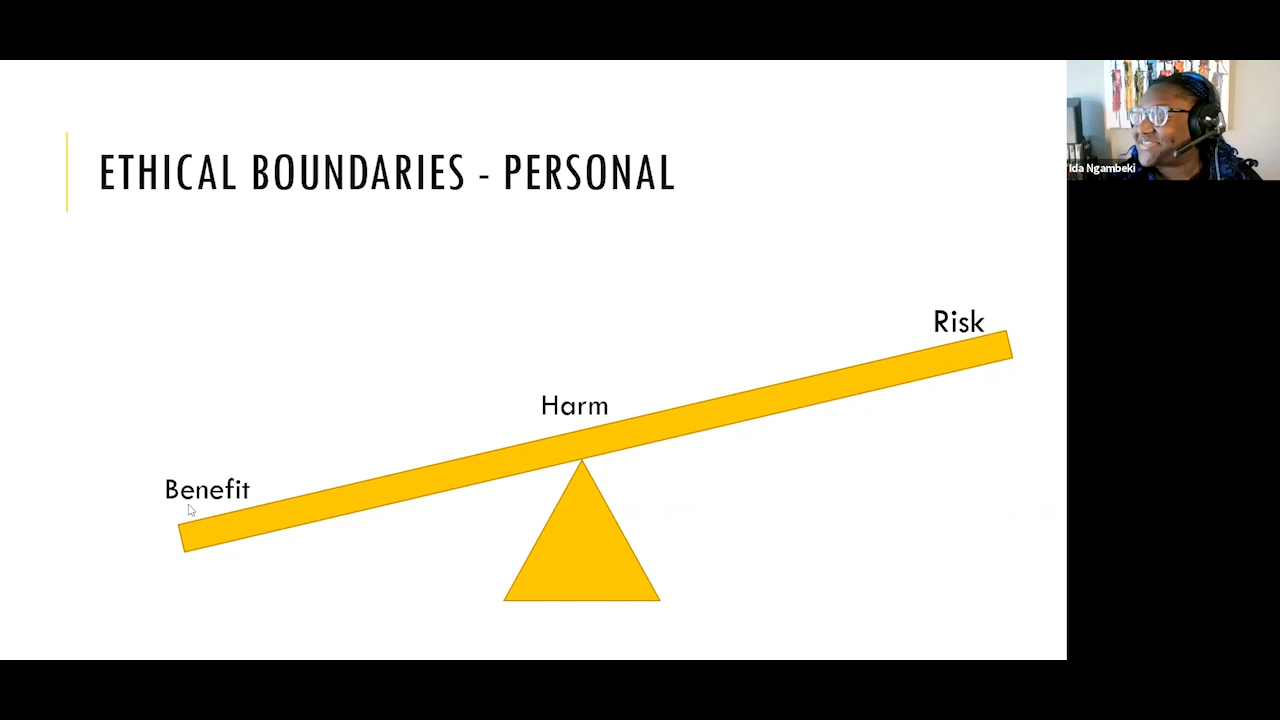 ETHICAL BOUNDARIES - PERSONAL
Ida Ngambeki
Risk
Harm
Benefit